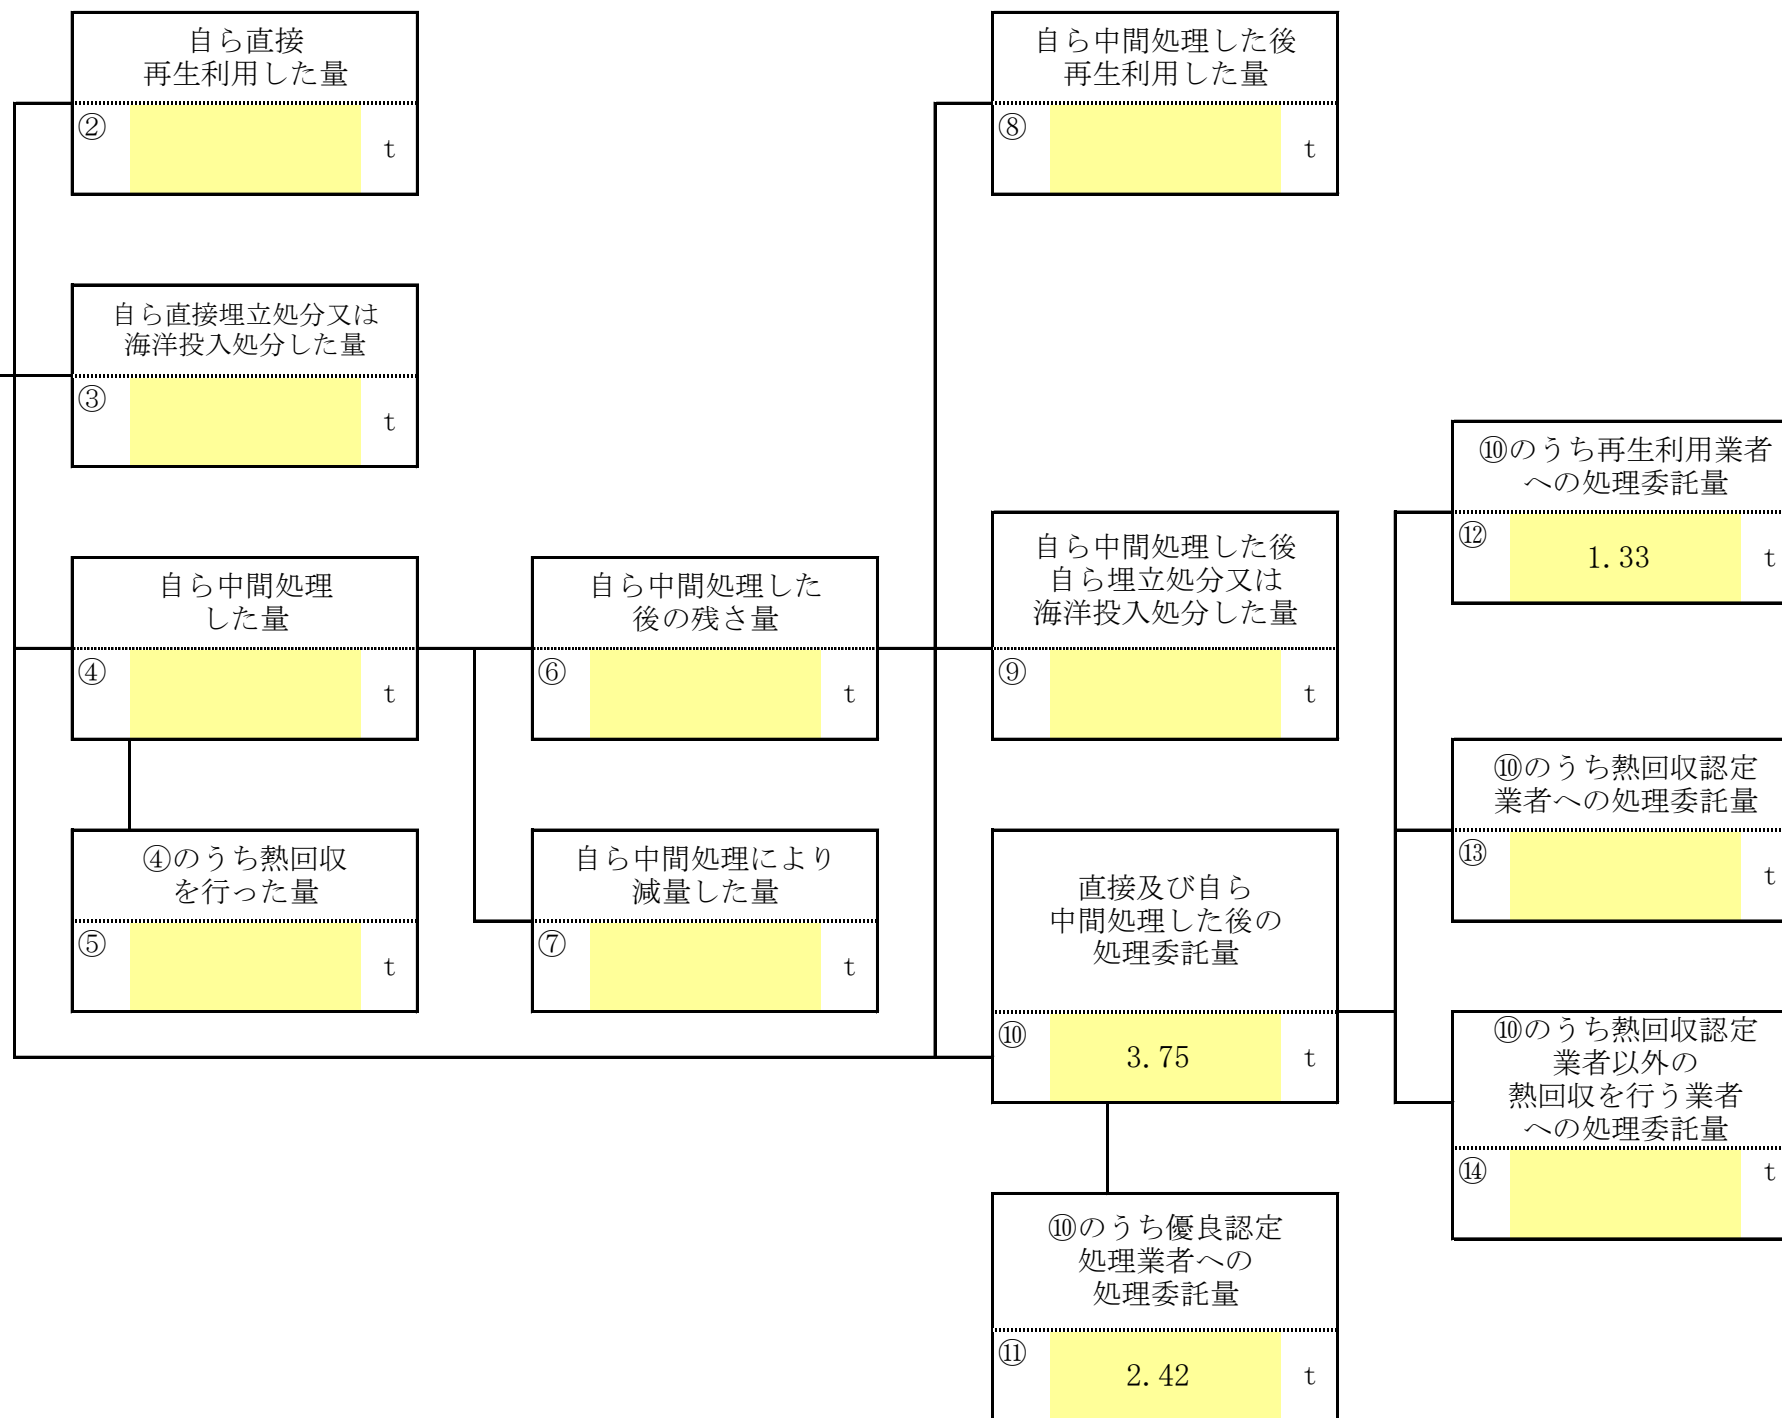 自ら直接
再生利用した量
②
t
自ら中間処理した後
再生利用した量
⑧
t
自ら直接埋立処分又は
海洋投入処分した量
③
t
⑩のうち再生利用業者
への処理委託量
⑫
1.33
t
自ら中間処理
した量
④
t
自ら中間処理した
後の残さ量
⑥
t
自ら中間処理した後
自ら埋立処分又は
海洋投入処分した量
⑨
t
⑩のうち熱回収認定
業者への処理委託量
⑬
t
④のうち熱回収
を行った量
⑤
t
自ら中間処理により
減量した量
⑦
t
直接及び自ら
中間処理した後の
処理委託量
⑩
3.75
t
⑩のうち熱回収認定
業者以外の
熱回収を行う業者
への処理委託量
⑭
t
⑩のうち優良認定
処理業者への
処理委託量
⑪
2.42
t